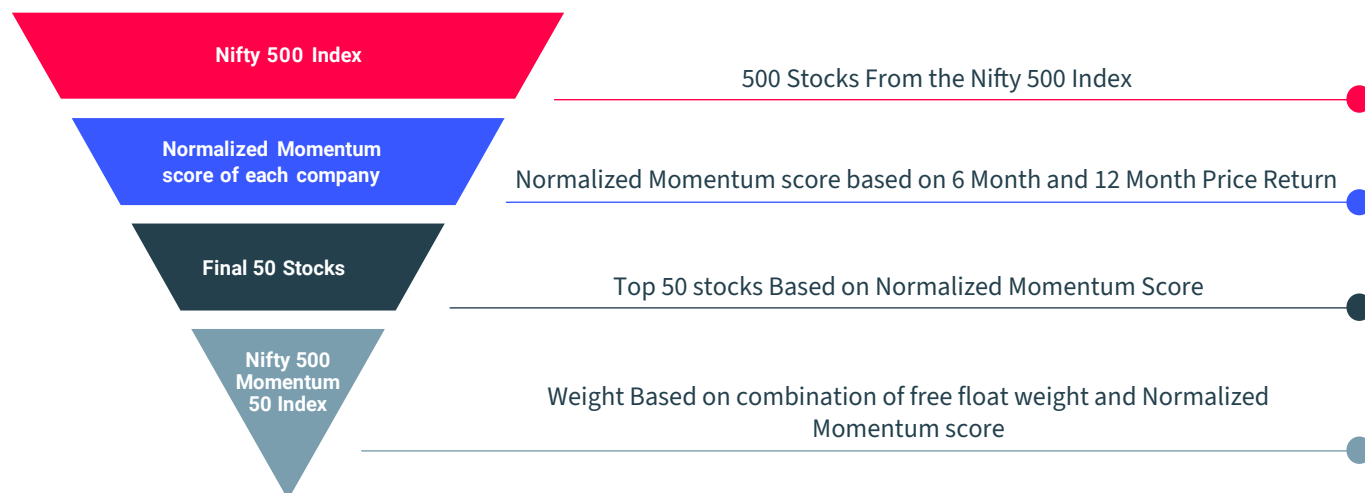 Nifty 500 Index
500 Stocks From the Nifty 500 Index
Normalized Momentum
score of each company
Normalized Momentum score based on 6 Month and 12 Month Price Return
Final 50 Stocks
Top 50 stocks Based on Normalized Momentum Score
Nifty 500
Momentum
50 Index
Weight Based on combination of free float weight and Normalized
Momentum score